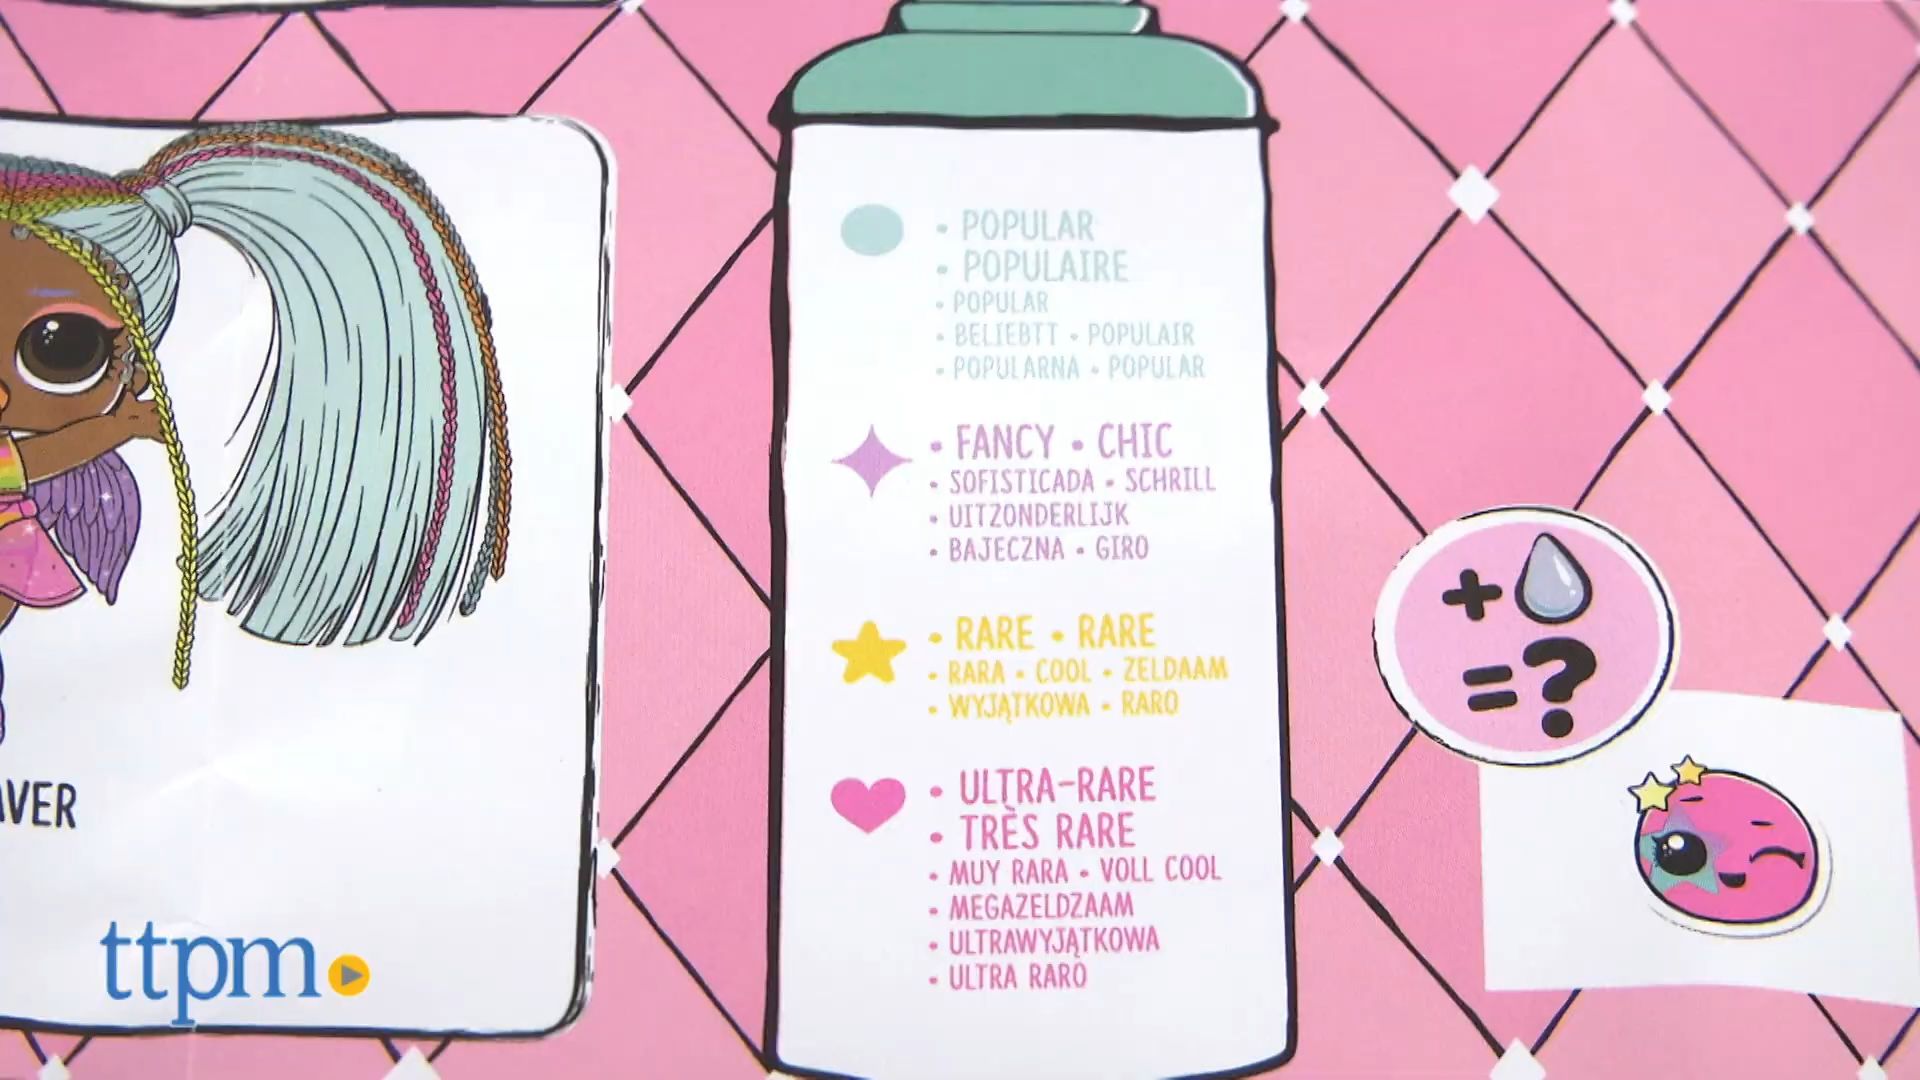 • POPULAR
• POPULAIRE
• POPULAR
• BELIEBTT • POPULAIR
• POPULARNA • POPULAR
• FANCY • CHIC
• SOFISTICADA • SCHRILL
• UITZONDERLIJK
• BAJECZNA • GIRO
• RARE • RARE
• RARA • COOL • ZELDAAM
• WYJĄTKOWA • RARO
• ULTRA-RARE
• TRÈS RARE
• MUY RARA • VOLL COOL
• MEGAZELDZAAM
• ULTRAWYJĄTKOWA
• ULTRA RARO
+
=?
ttpm